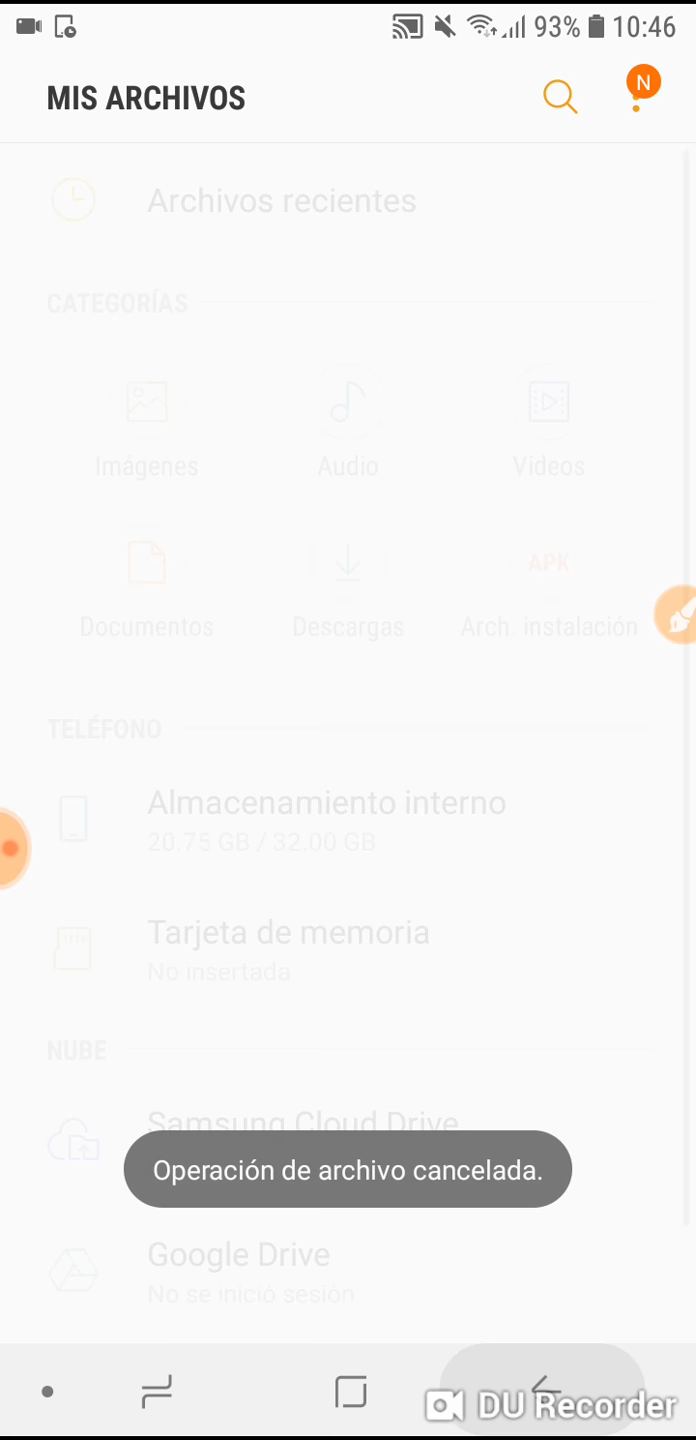 93% 10:46
MIS ARCHIVOS
N
Archivos recientes
CATEGORÍAS
Imágenes Audio Vídeos
APK
Documentos Descargas Arch. instalación
TELÉFONO
Almacenamiento interno
20.75 GB / 32.00 GB
Tarjeta de memoria
No insertada
NUBE
Samsung Cloud Drive
Operación de archivo cancelada.
Google Drive
No se inició sesión
DU Recorder